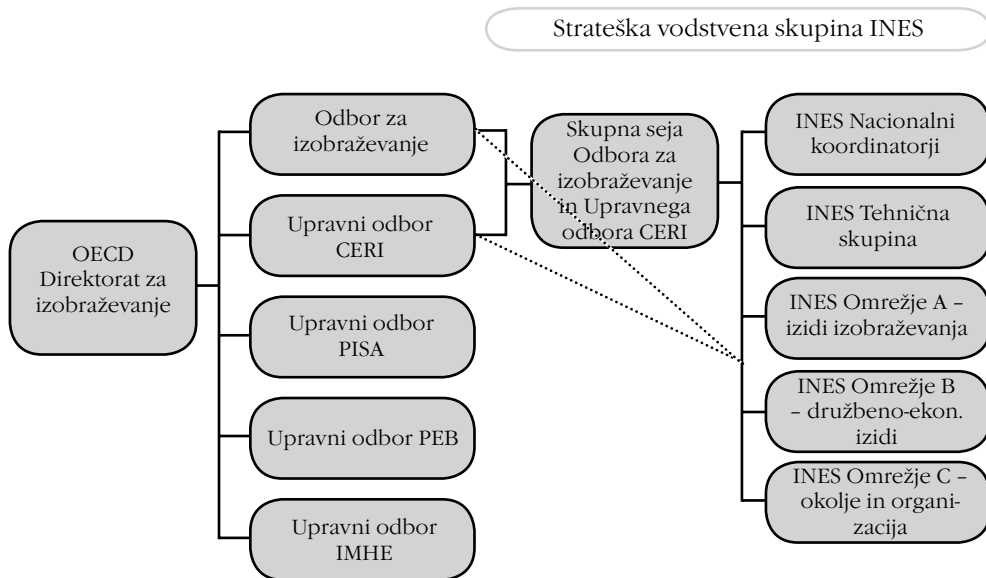 Strateška vodstvena skupina INES
OECD
Direktorat za
izobraževanje
Odbor za
izobraževanje
Upravni odbor
CERI
Upravni odbor
PISA
Upravni odbor PEB
Upravni odbor
IMHE
Skupna seja
Odbora za
izobraževanje
in Upravnega
odbora CERI
INES Nacionalni
koordinatorji
INES Tehnična
skupina
INES Omrežje A –
izidi izobraževanja
INES Omrežje B
– družbeno-ekon.
izidi
INES Omrežje C –
okolje in organi-
zacija